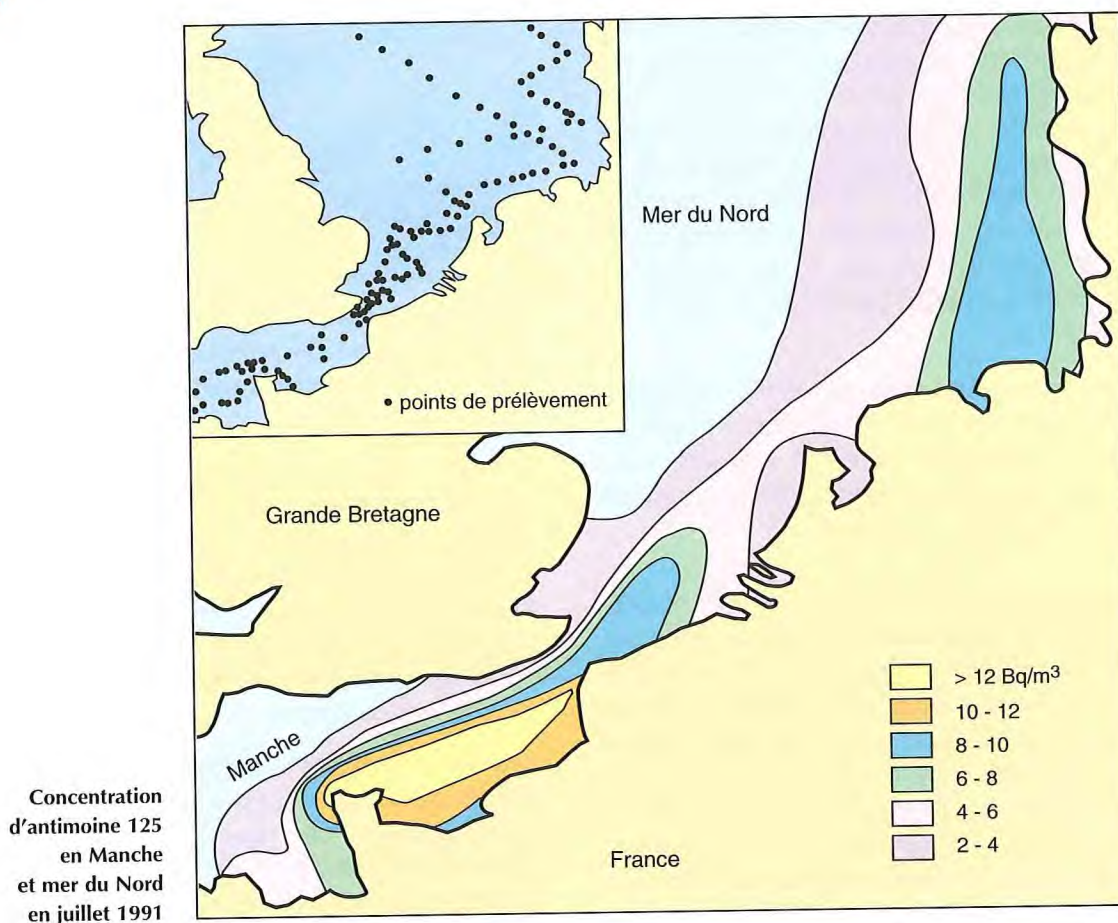 • points de prélèvement
Mer du Nord
Grande Bretagne
Manche
France
> 12 Bq/m³
10 - 12
8 - 10
6 - 8
4 - 6
2 - 4
Concentration
d'antimoine 125
en Manche
et mer du Nord
en juillet 1991